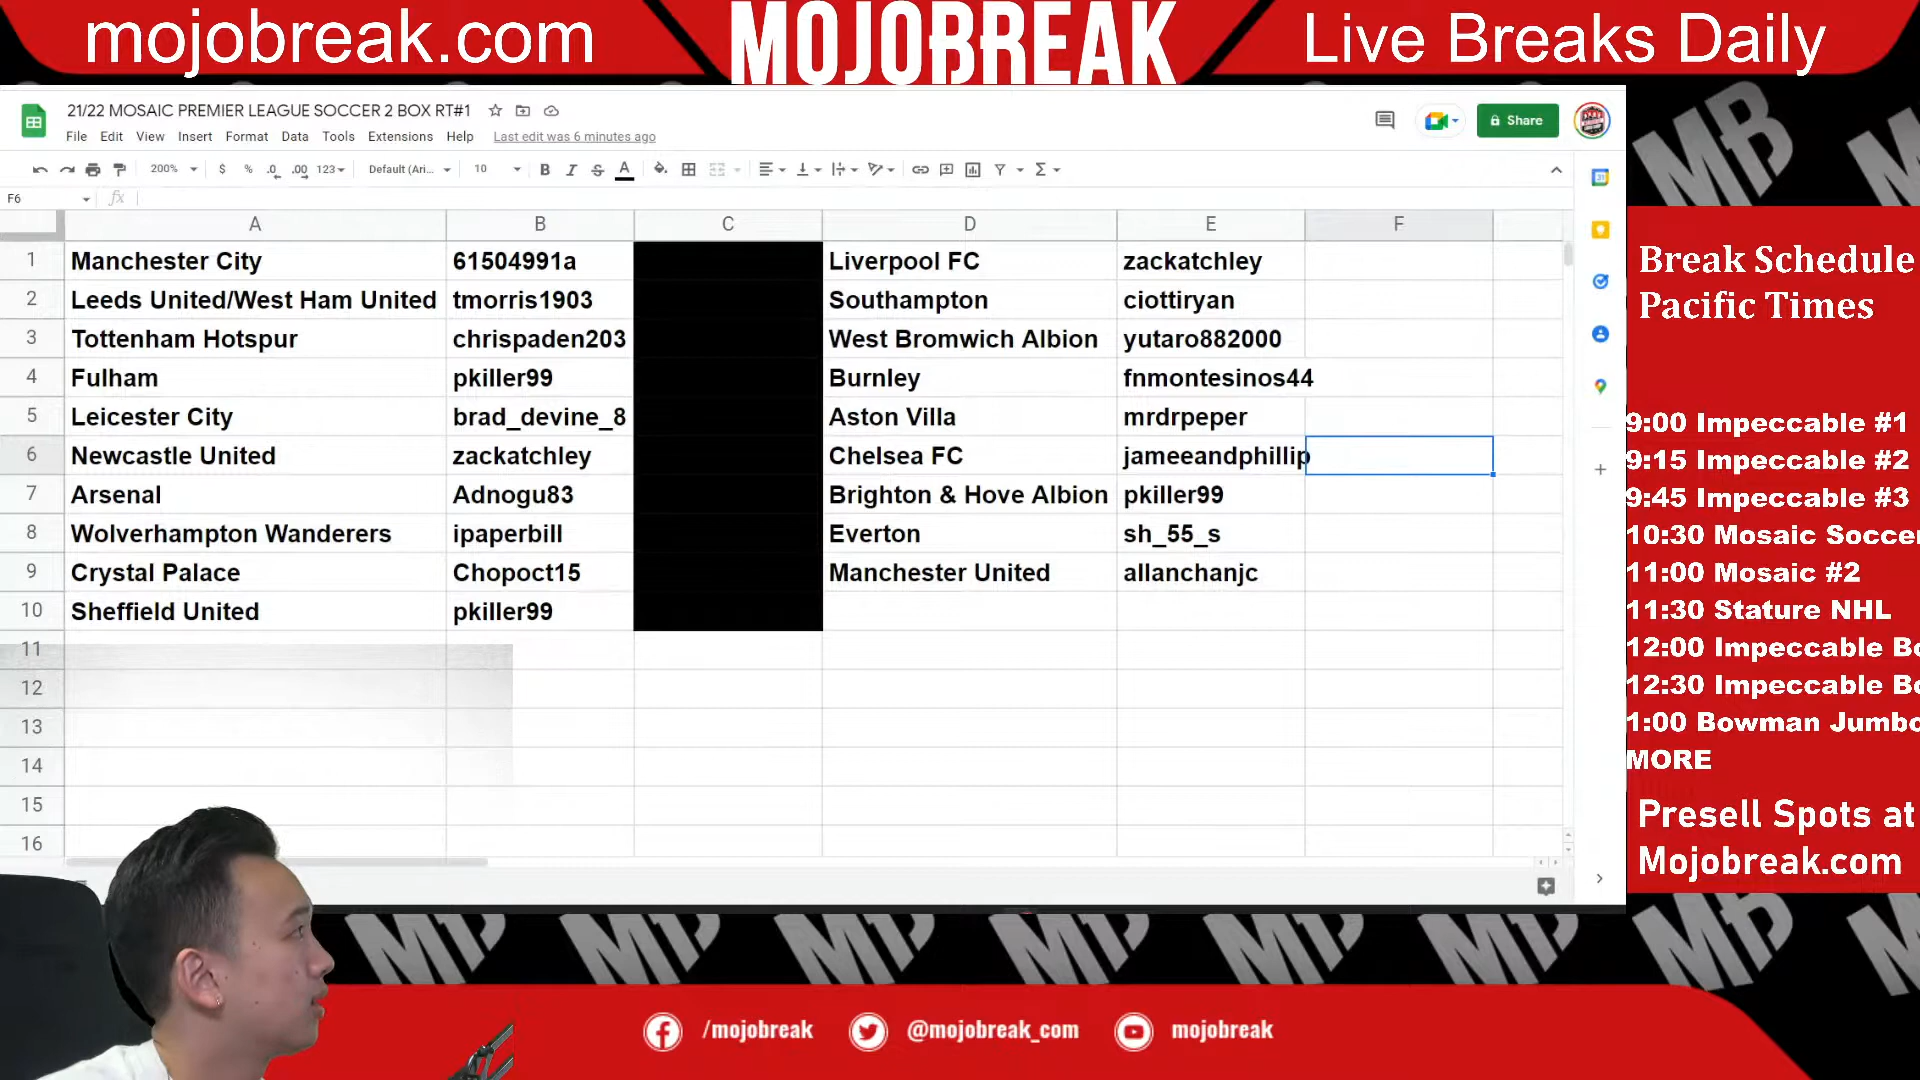 mojobreak.com
MOJOBREAK
Live Breaks Daily
21/22 MOSAIC PREMIER LEAGUE SOCCER 2 BOX RT#1
File Edit View Insert Format Data Tools Extensions Help Last edit was 6 minutes ago
Share
200% $ % .0 .00 123 Default (Ari... 10 B I S A
F6 fx
A B C D E F
1 Manchester City 61504991a Liverpool FC zackatchley
2 Leeds United/West Ham United tmorris1903 Southampton ciottiryan
3 Tottenham Hotspur chrispaden203 West Bromwich Albion yutaro882000
4 Fulham pkiller99 Burnley fnmontesinos44
5 Leicester City brad_devine_8 Aston Villa mrdrpeper
6 Newcastle United zackatchley Chelsea FC jameeandphillip
7 Arsenal Adnogu83 Brighton & Hove Albion pkiller99
8 Wolverhampton Wanderers ipaperbill Everton sh_55_s
9 Crystal Palace Chopoct15 Manchester United allanchanjc
10 Sheffield United pkiller99
11
12
13
14
15
16
Break Schedule
Pacific Times
9:00 Impeccable #1
9:15 Impeccable #2
9:45 Impeccable #3
10:30 Mosaic Soccer
11:00 Mosaic #2
11:30 Stature NHL
12:00 Impeccable Bo
12:30 Impeccable Bo
1:00 Bowman Jumbo
MORE
Presell Spots at
Mojobreak.com
/mojobreak
@mojobreak_com
mojobreak